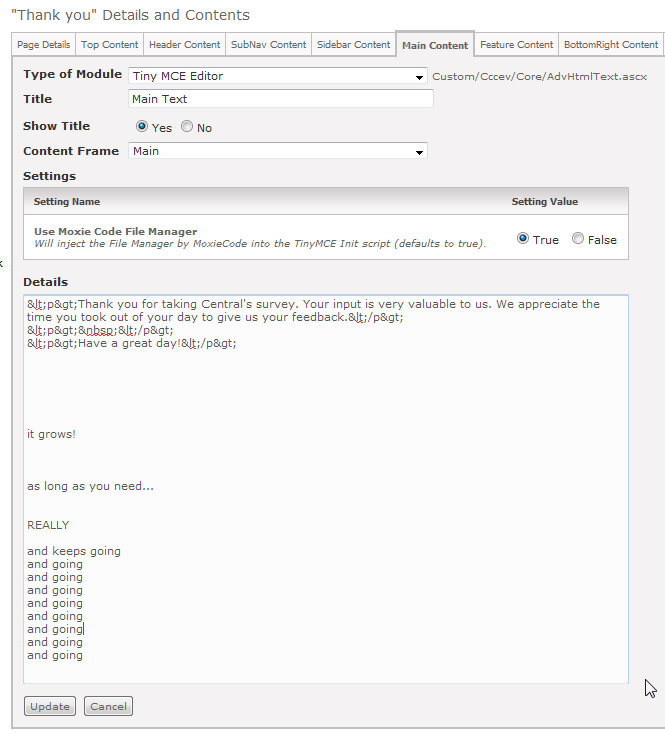 "Thank you" Details and Contents
Page Details Top Content Header Content SubNav Content Sidebar Content Main Content Feature Content BottomRight Content
Type of Module Tiny MCE Editor Custom/Cccev/Core/AdvHtmlText.ascx
Title Main Text
Show Title Yes No
Content Frame Main
Settings
Setting Name Setting Value
Use Moxie Code File Manager
Will inject the File Manager by MoxieCode into the TinyMCE Init script (defaults to true). True False
Details
&lt;p&gt;Thank you for taking Central's survey. Your input is very valuable to us. We appreciate the
time you took out of your day to give us your feedback.&lt;/p&gt;
&lt;p&gt;&nbsp;&lt;/p&gt;
&lt;p&gt;Have a great day!&lt;/p&gt;
it grows!
as long as you need...
REALLY
and keeps going
and going
and going
and going
and going
and going
and going
and going
and going
Update Cancel